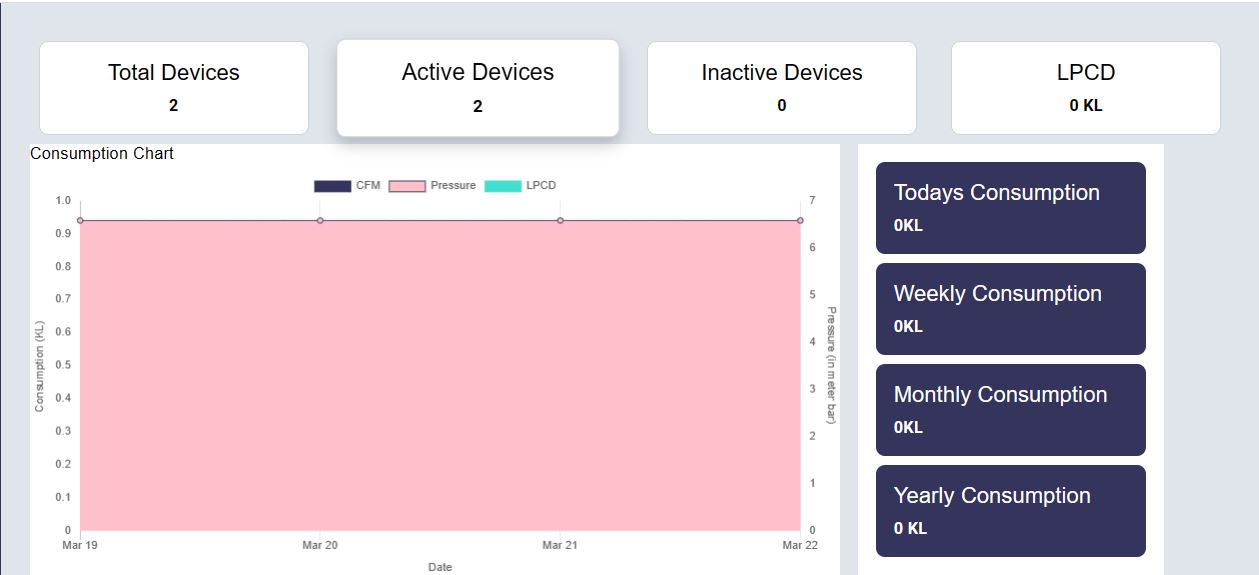 Total Devices
2
Active Devices
2
Inactive Devices
0
LPCD
0 KL
Consumption Chart
CFM Pressure LPCD
1.0
0.9
0.8
0.7
0.6
0.5
0.4
0.3
0.2
0.1
0
Consumption (KL)
7
6
5
4
3
2
1
0
Pressure (in meter bar)
Mar 19 Mar 20 Mar 21 Mar 22
Date
Todays Consumption
0KL
Weekly Consumption
0KL
Monthly Consumption
0KL
Yearly Consumption
0 KL